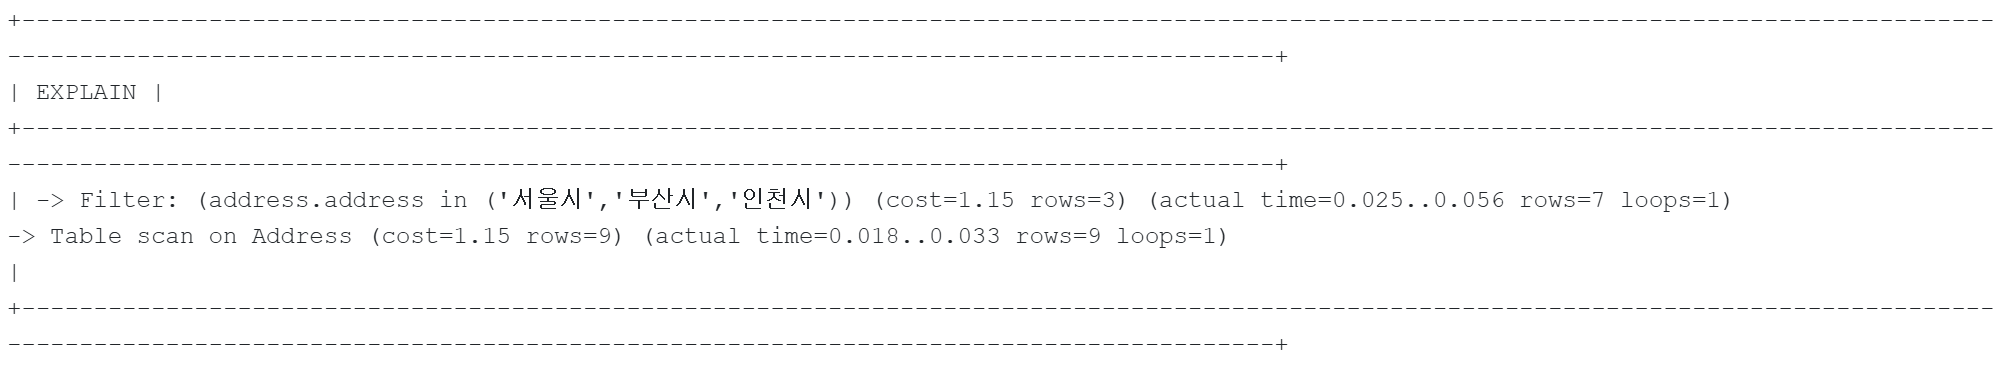 +-----------------------------------------------------------------------------------------------------------------------------------------
----------------------------------------------------------------------------------------+
| EXPLAIN |
+-----------------------------------------------------------------------------------------------------------------------------------------
----------------------------------------------------------------------------------------+
| -> Filter: (address.address in ('서울시','부산시','인천시')) (cost=1.15 rows=3) (actual time=0.025..0.056 rows=7 loops=1)
-> Table scan on Address (cost=1.15 rows=9) (actual time=0.018..0.033 rows=9 loops=1)
|
+-----------------------------------------------------------------------------------------------------------------------------------------
----------------------------------------------------------------------------------------+